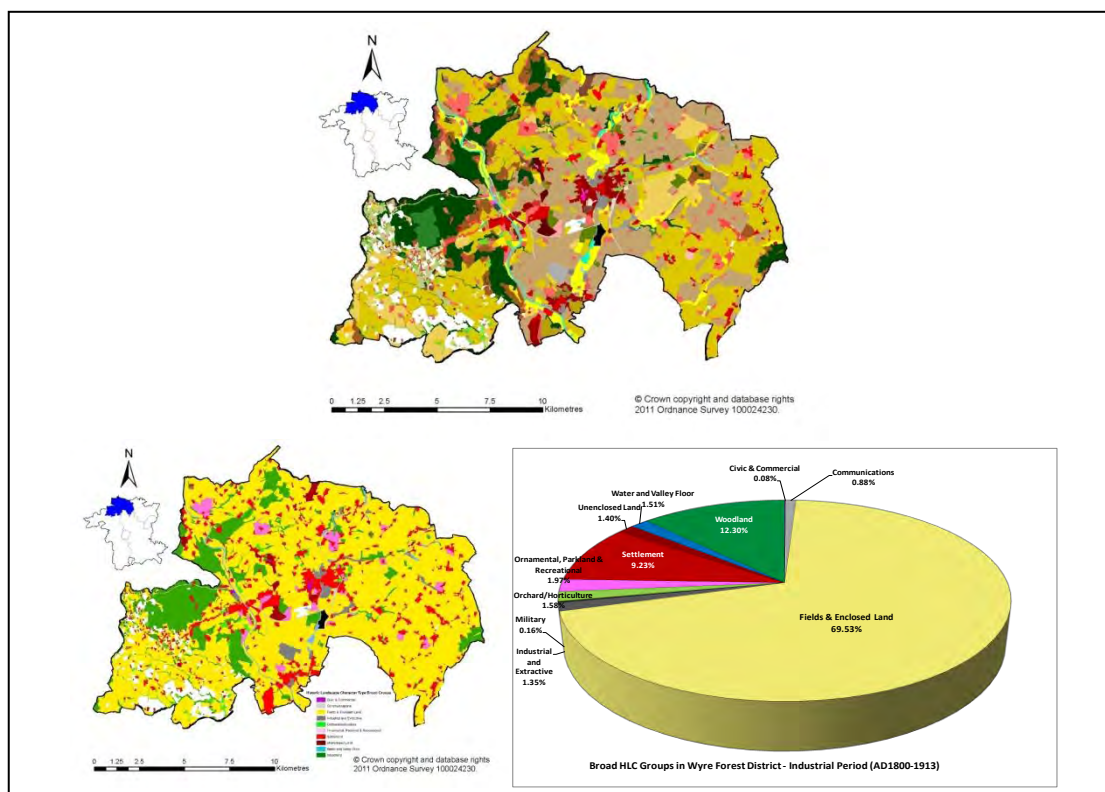 N
0 1.25 2.5 5 7.5 10
Kilometres
© Crown copyright and database rights
2011 Ordnance Survey 100024230.
N
0 1.25 2.5 5 7.5 10
Kilometres
© Crown copyright and database rights
2011 Ordnance Survey 100024230.
Civic & Commercial
0.08%
Communications
0.88%
Water and Valley Floor
1.51%
Unenclosed Land
1.40%
Woodland
12.30%
Settlement
9.23%
Ornamental, Parkland &
Recreational
1.97%
Orchard/Horticulture
1.58%
Military
0.16%
Industrial
and
Extractive
1.35%
Fields & Enclosed Land
69.53%
Broad HLC Groups in Wyre Forest District - Industrial Period (AD1800-1913)